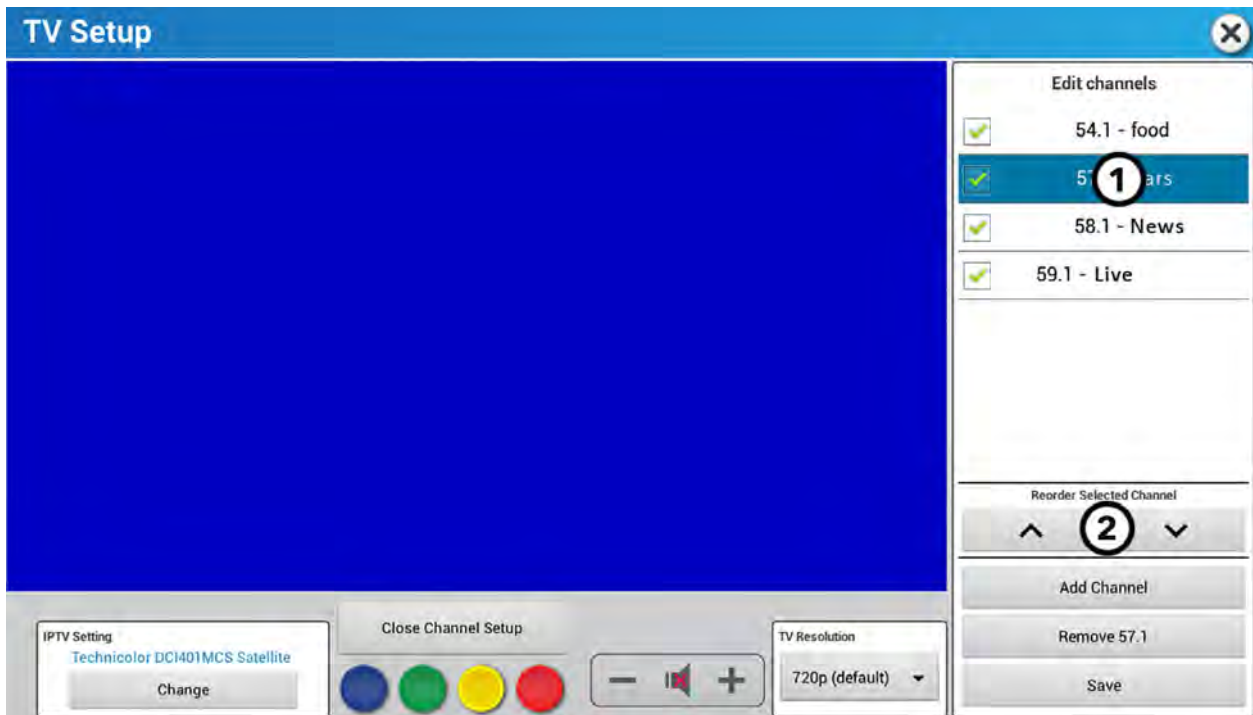 TV Setup
Edit channels
54.1 - food
1
58.1 - News
59.1 - Live
Reorder Selected Channel
2
Add Channel
Remove 57.1
Save
Close Channel Setup
IPTV Setting
Technicolor DCI401MCS Satellite
Change
TV Resolution
720p (default)